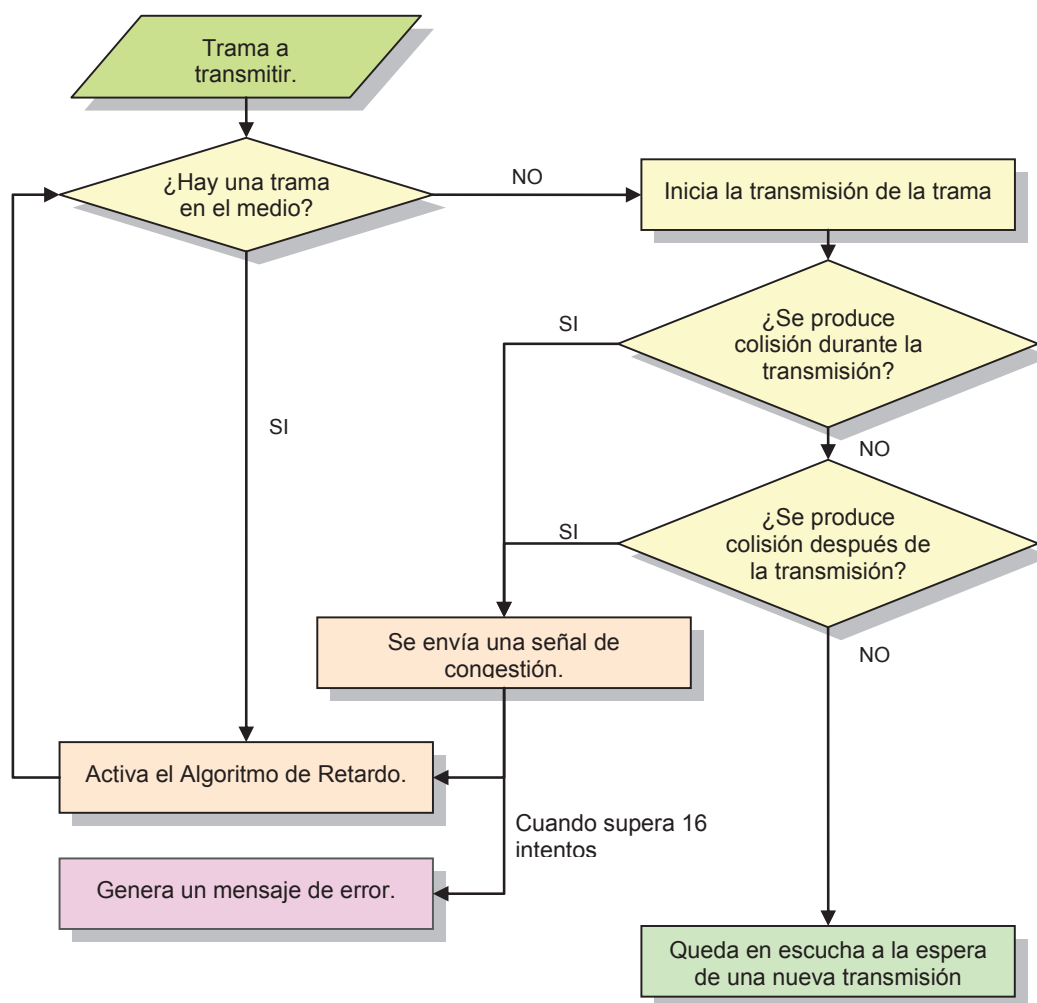 Trama a
transmitir.
¿Hay una trama
en el medio?
NO
Inicia la transmisión de la trama
SI
¿Se produce
colisión durante la
transmisión?
SI
NO
SI
¿Se produce
colisión después de
la transmisión?
Se envía una señal de
congestión.
NO
Activa el Algoritmo de Retardo.
Cuando supera 16
intentos
Genera un mensaje de error.
Queda en escucha a la espera
de una nueva transmisión